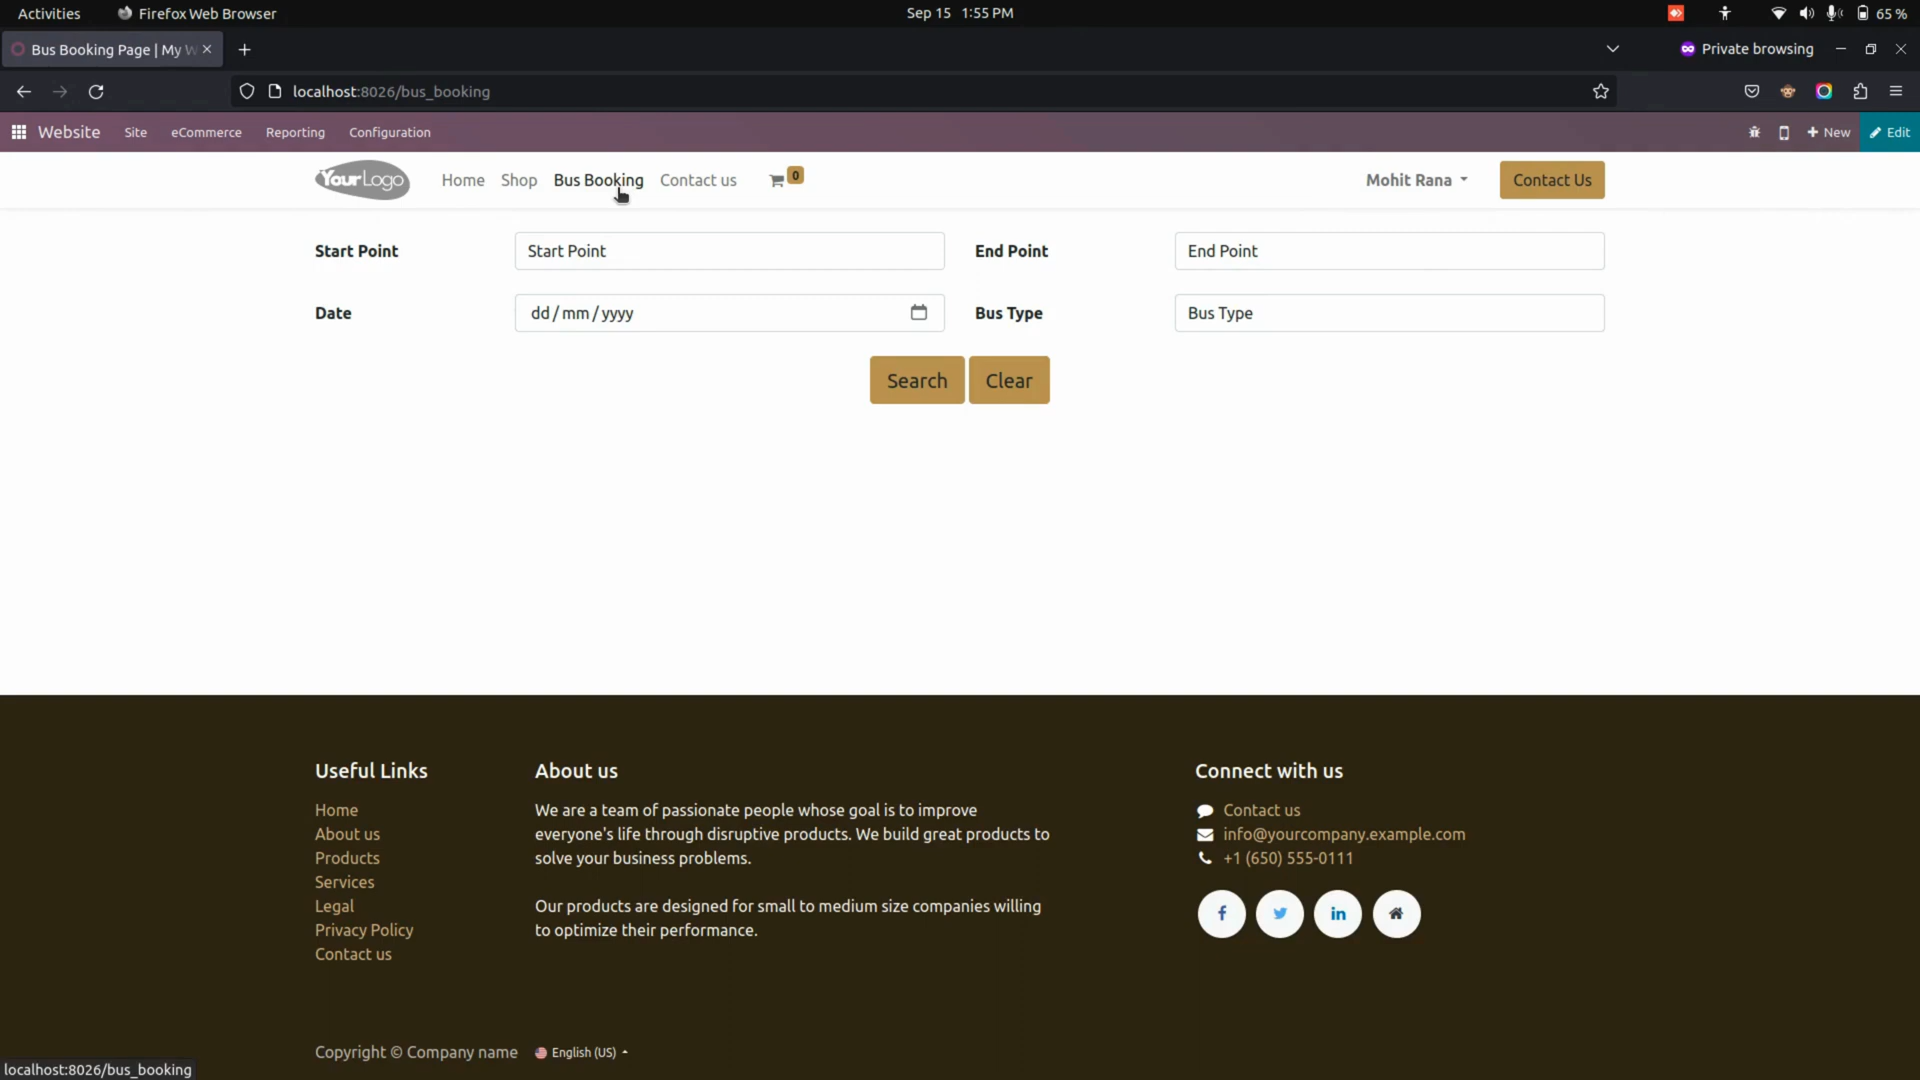 Activities Firefox Web Browser Sep 15 1:55 PM 65 %
Bus Booking Page | My W Private browsing
localhost:8026/bus_booking
Website Site eCommerce Reporting Configuration New Edit
YourLogo Home Shop Bus Booking Contact us 0 Mohit Rana Contact Us
Start Point Start Point End Point End Point
Date dd/mm/yyyy Bus Type Bus Type
Search Clear
Useful Links
Home
About us
Products
Services
Legal
Privacy Policy
Contact us
About us
We are a team of passionate people whose goal is to improve
everyone's life through disruptive products. We build great products to
solve your business problems.
Our products are designed for small to medium size companies willing
to optimize their performance.
Connect with us
Contact us
info@yourcompany.example.com
+1 (650) 555-0111
f in
Copyright © Company name English (US)
localhost:8026/bus_booking